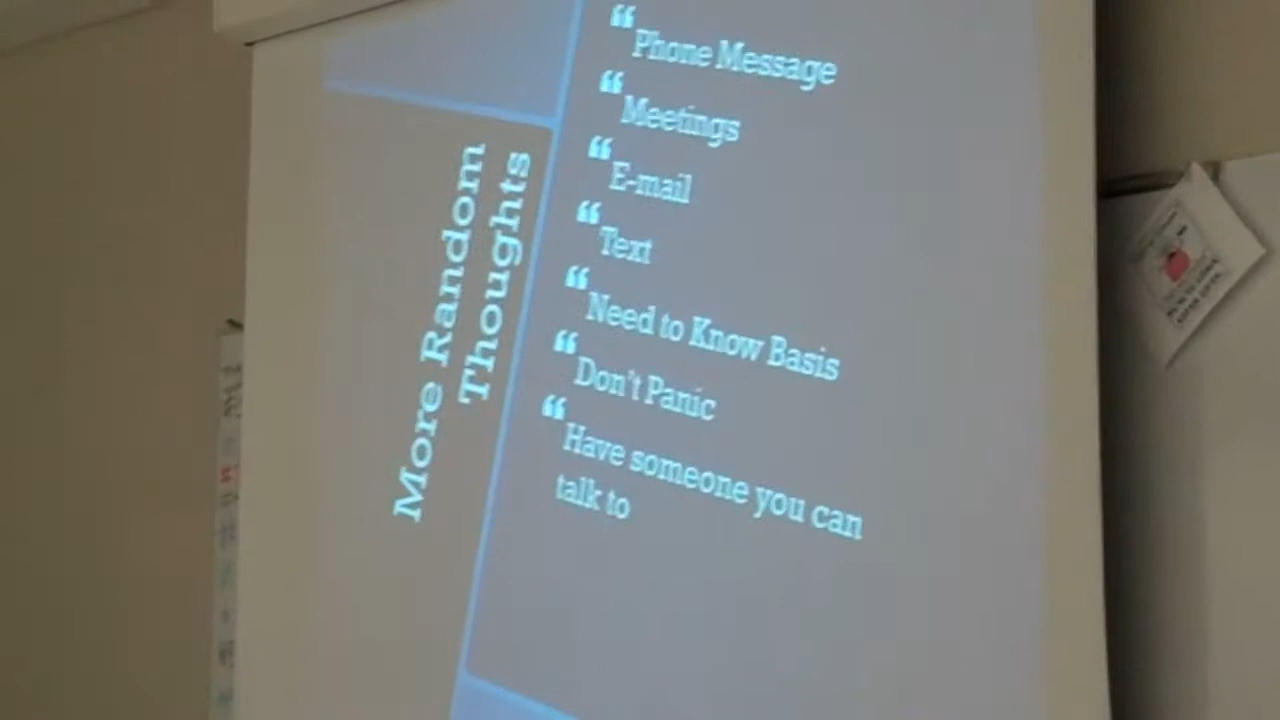 More Random
Thoughts
“ Phone Message
“ Meetings
“ E-mail
“ Text
“ Need to Know Basis
“ Don't Panic
“ Have someone you can
talk to